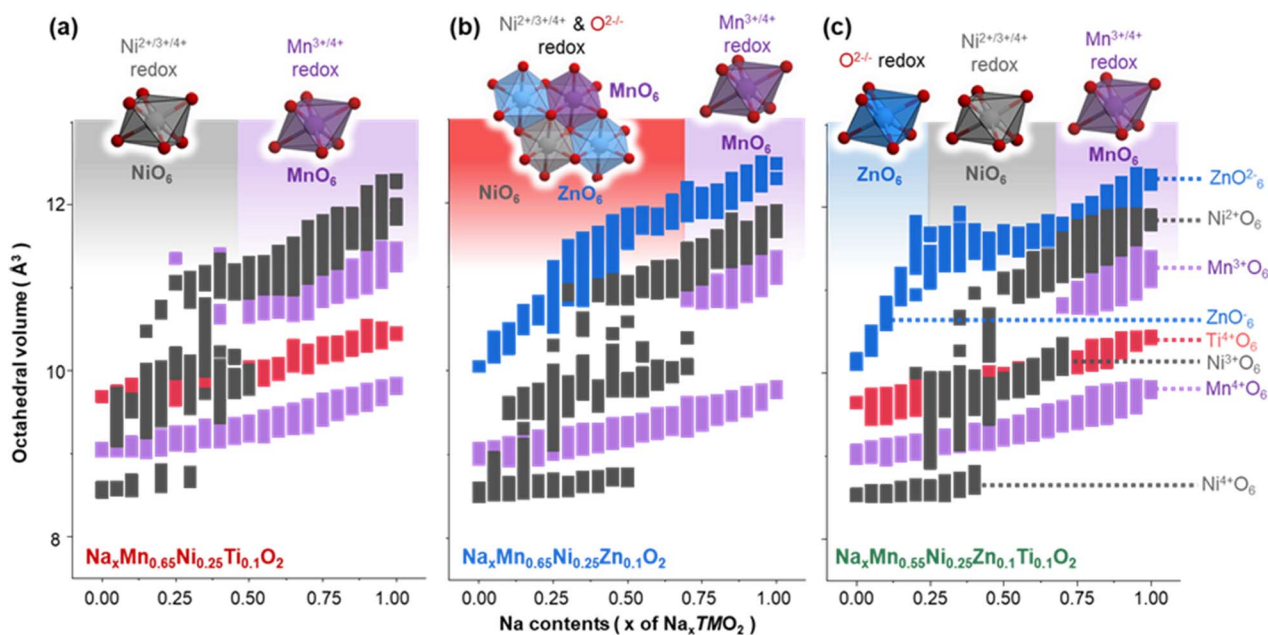 (a)
Ni2+/3+/4+
redox
Mn3+/4+
redox
NiO6
MnO6
(b)
Ni2+/3+/4+ & O2-/-
redox
Mn3+/4+
redox
MnO6
MnO6
NiO6
ZnO6
(c)
O2-/- redox
Ni2+/3+/4+
redox
Mn3+/4+
redox
ZnO6
NiO6
MnO6
Octahedral volume (Å3)
12
10
8
ZnO2-6
Ni2+O6
Mn3+O6
ZnO-6
Ti4+O6
Ni3+O6
Mn4+O6
Ni4+O6
NaxMn0.65Ni0.25Ti0.1O2
NaxMn0.65Ni0.25Zn0.1O2
NaxMn0.55Ni0.25Zn0.1Ti0.1O2
0.00 0.25 0.50 0.75 1.00
0.00 0.25 0.50 0.75 1.00
0.00 0.25 0.50 0.75 1.00
Na contents ( x of NaxTMO2)